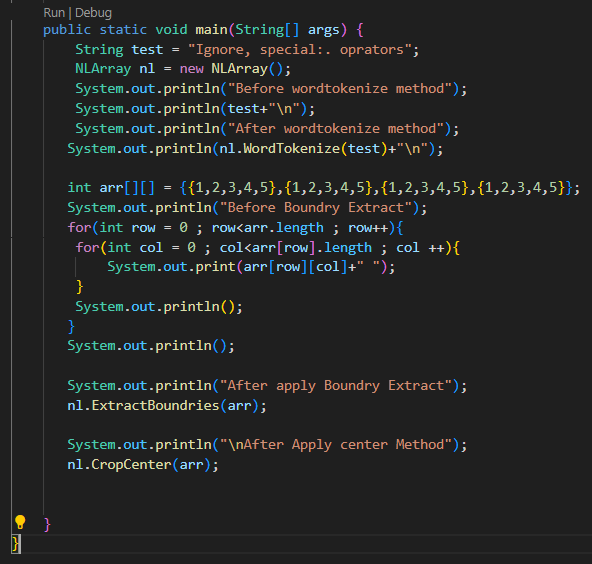 Run | Debug
public static void main(String[] args) {
String test = "Ignore, special:. oprators";
NLArray nl = new NLArray();
System.out.println("Before wordtokenize method");
System.out.println(test+"\n");
System.out.println("After wordtokenize method");
System.out.println(nl.WordTokenize(test)+"\n");
int arr[][] = {{1,2,3,4,5},{1,2,3,4,5},{1,2,3,4,5},{1,2,3,4,5}};
System.out.println("Before Boundry Extract");
for(int row = 0 ; row<arr.length ; row++){
for(int col = 0 ; col<arr[row].length ; col ++){
System.out.print(arr[row][col]+" ");
}
System.out.println();
}
System.out.println();
System.out.println("After apply Boundry Extract");
nl.ExtractBoundries(arr);
System.out.println("\nAfter Apply center Method");
nl.CropCenter(arr);
}
}